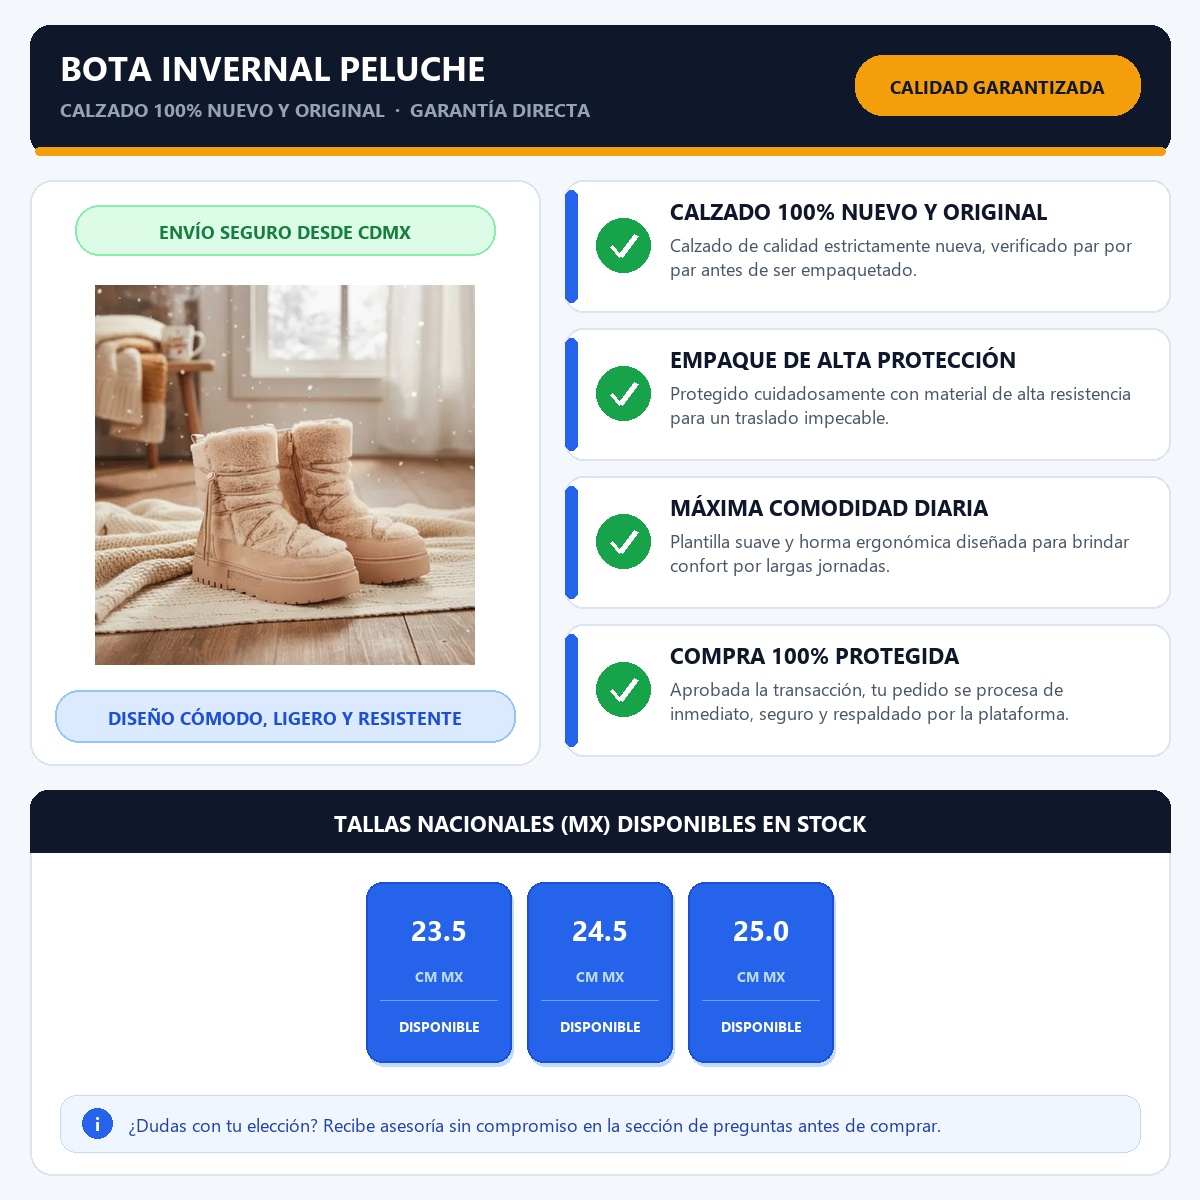 BOTA INVERNAL PELUCHE
CALZADO 100% NUEVO Y ORIGINAL · GARANTÍA DIRECTA
CALIDAD GARANTIZADA
ENVÍO SEGURO DESDE CDMX
DISEÑO CÓMODO, LIGERO Y RESISTENTE
CALZADO 100% NUEVO Y ORIGINAL
Calzado de calidad estrictamente nueva, verificado par por
par antes de ser empaquetado.
EMPAQUE DE ALTA PROTECCIÓN
Protegido cuidadosamente con material de alta resistencia
para un traslado impecable.
MÁXIMA COMODIDAD DIARIA
Plantilla suave y horma ergonómica diseñada para brindar
confort por largas jornadas.
COMPRA 100% PROTEGIDA
Aprobada la transacción, tu pedido se procesa de
inmediato, seguro y respaldado por la plataforma.
TALLAS NACIONALES (MX) DISPONIBLES EN STOCK
23.5
CM MX
DISPONIBLE
24.5
CM MX
DISPONIBLE
25.0
CM MX
DISPONIBLE
¿Dudas con tu elección? Recibe asesoría sin compromiso en la sección de preguntas antes de comprar.